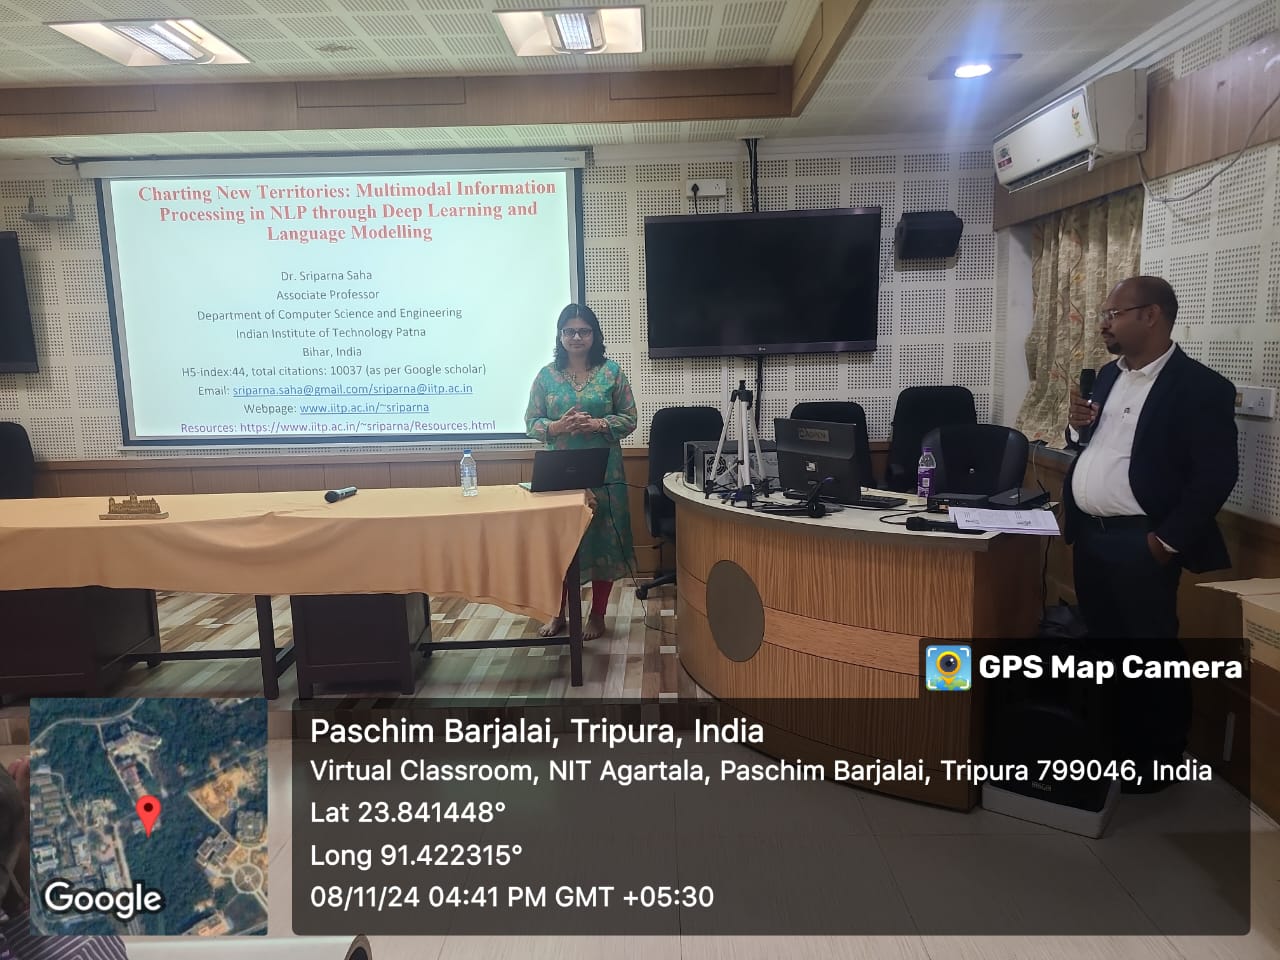 Charting New Territories: Multimodal Information
Processing in NLP through Deep Learning and
Language Modelling
Dr. Sriparna Saha
Associate Professor
Department of Computer Science and Engineering
Indian Institute of Technology Patna
Bihar, India
H5-index:44, total citations: 10037 (as per Google scholar)
Email: sriparna.saha@gmail.com/sriparna@iitp.ac.in
Webpage: www.iitp.ac.in/~sriparna
Resources: https://www.iitp.ac.in/~sriparna/Resources.html
GPS Map Camera
Paschim Barjalai, Tripura, India
Virtual Classroom, NIT Agartala, Paschim Barjalai, Tripura 799046, India
Lat 23.841448°
Long 91.422315°
08/11/24 04:41 PM GMT +05:30
Google